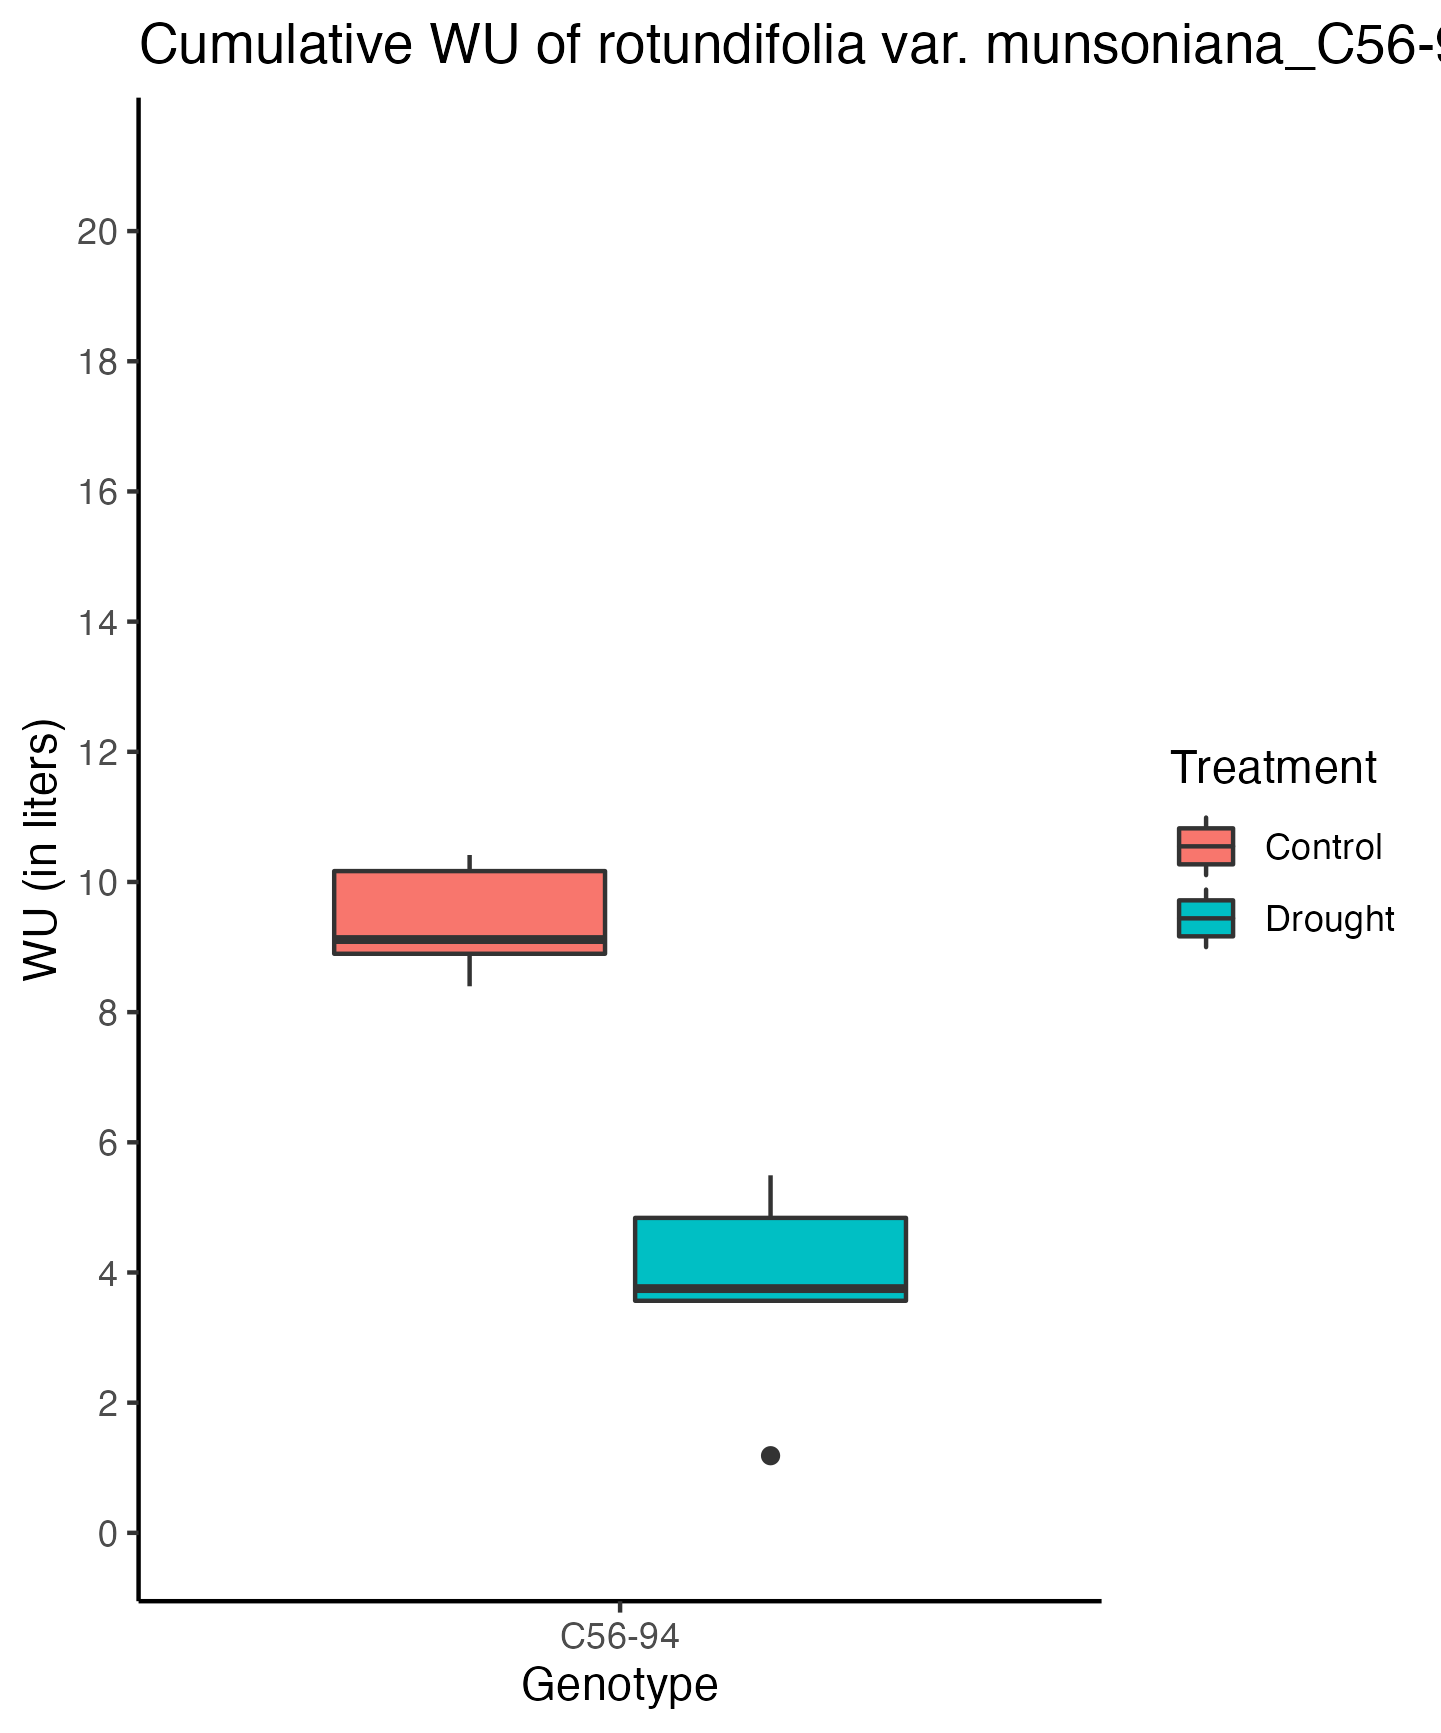 Cumulative WU of rotundifolia var. munsoniana_C56-
20
18
16
14
12
10
8
6
4
2
0
WU (in liters)
C56-94
Genotype
Treatment
Control
Drought